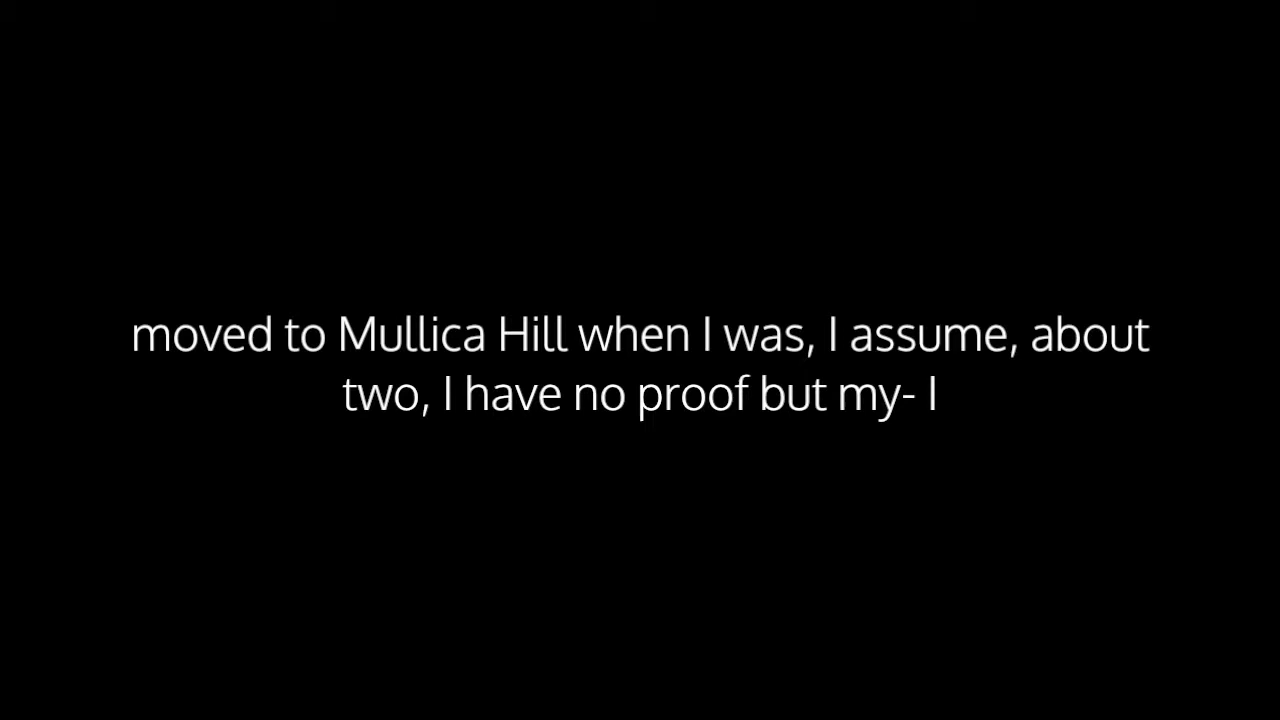 moved to Mullica Hill when I was, I assume, about
two, I have no proof but my- I